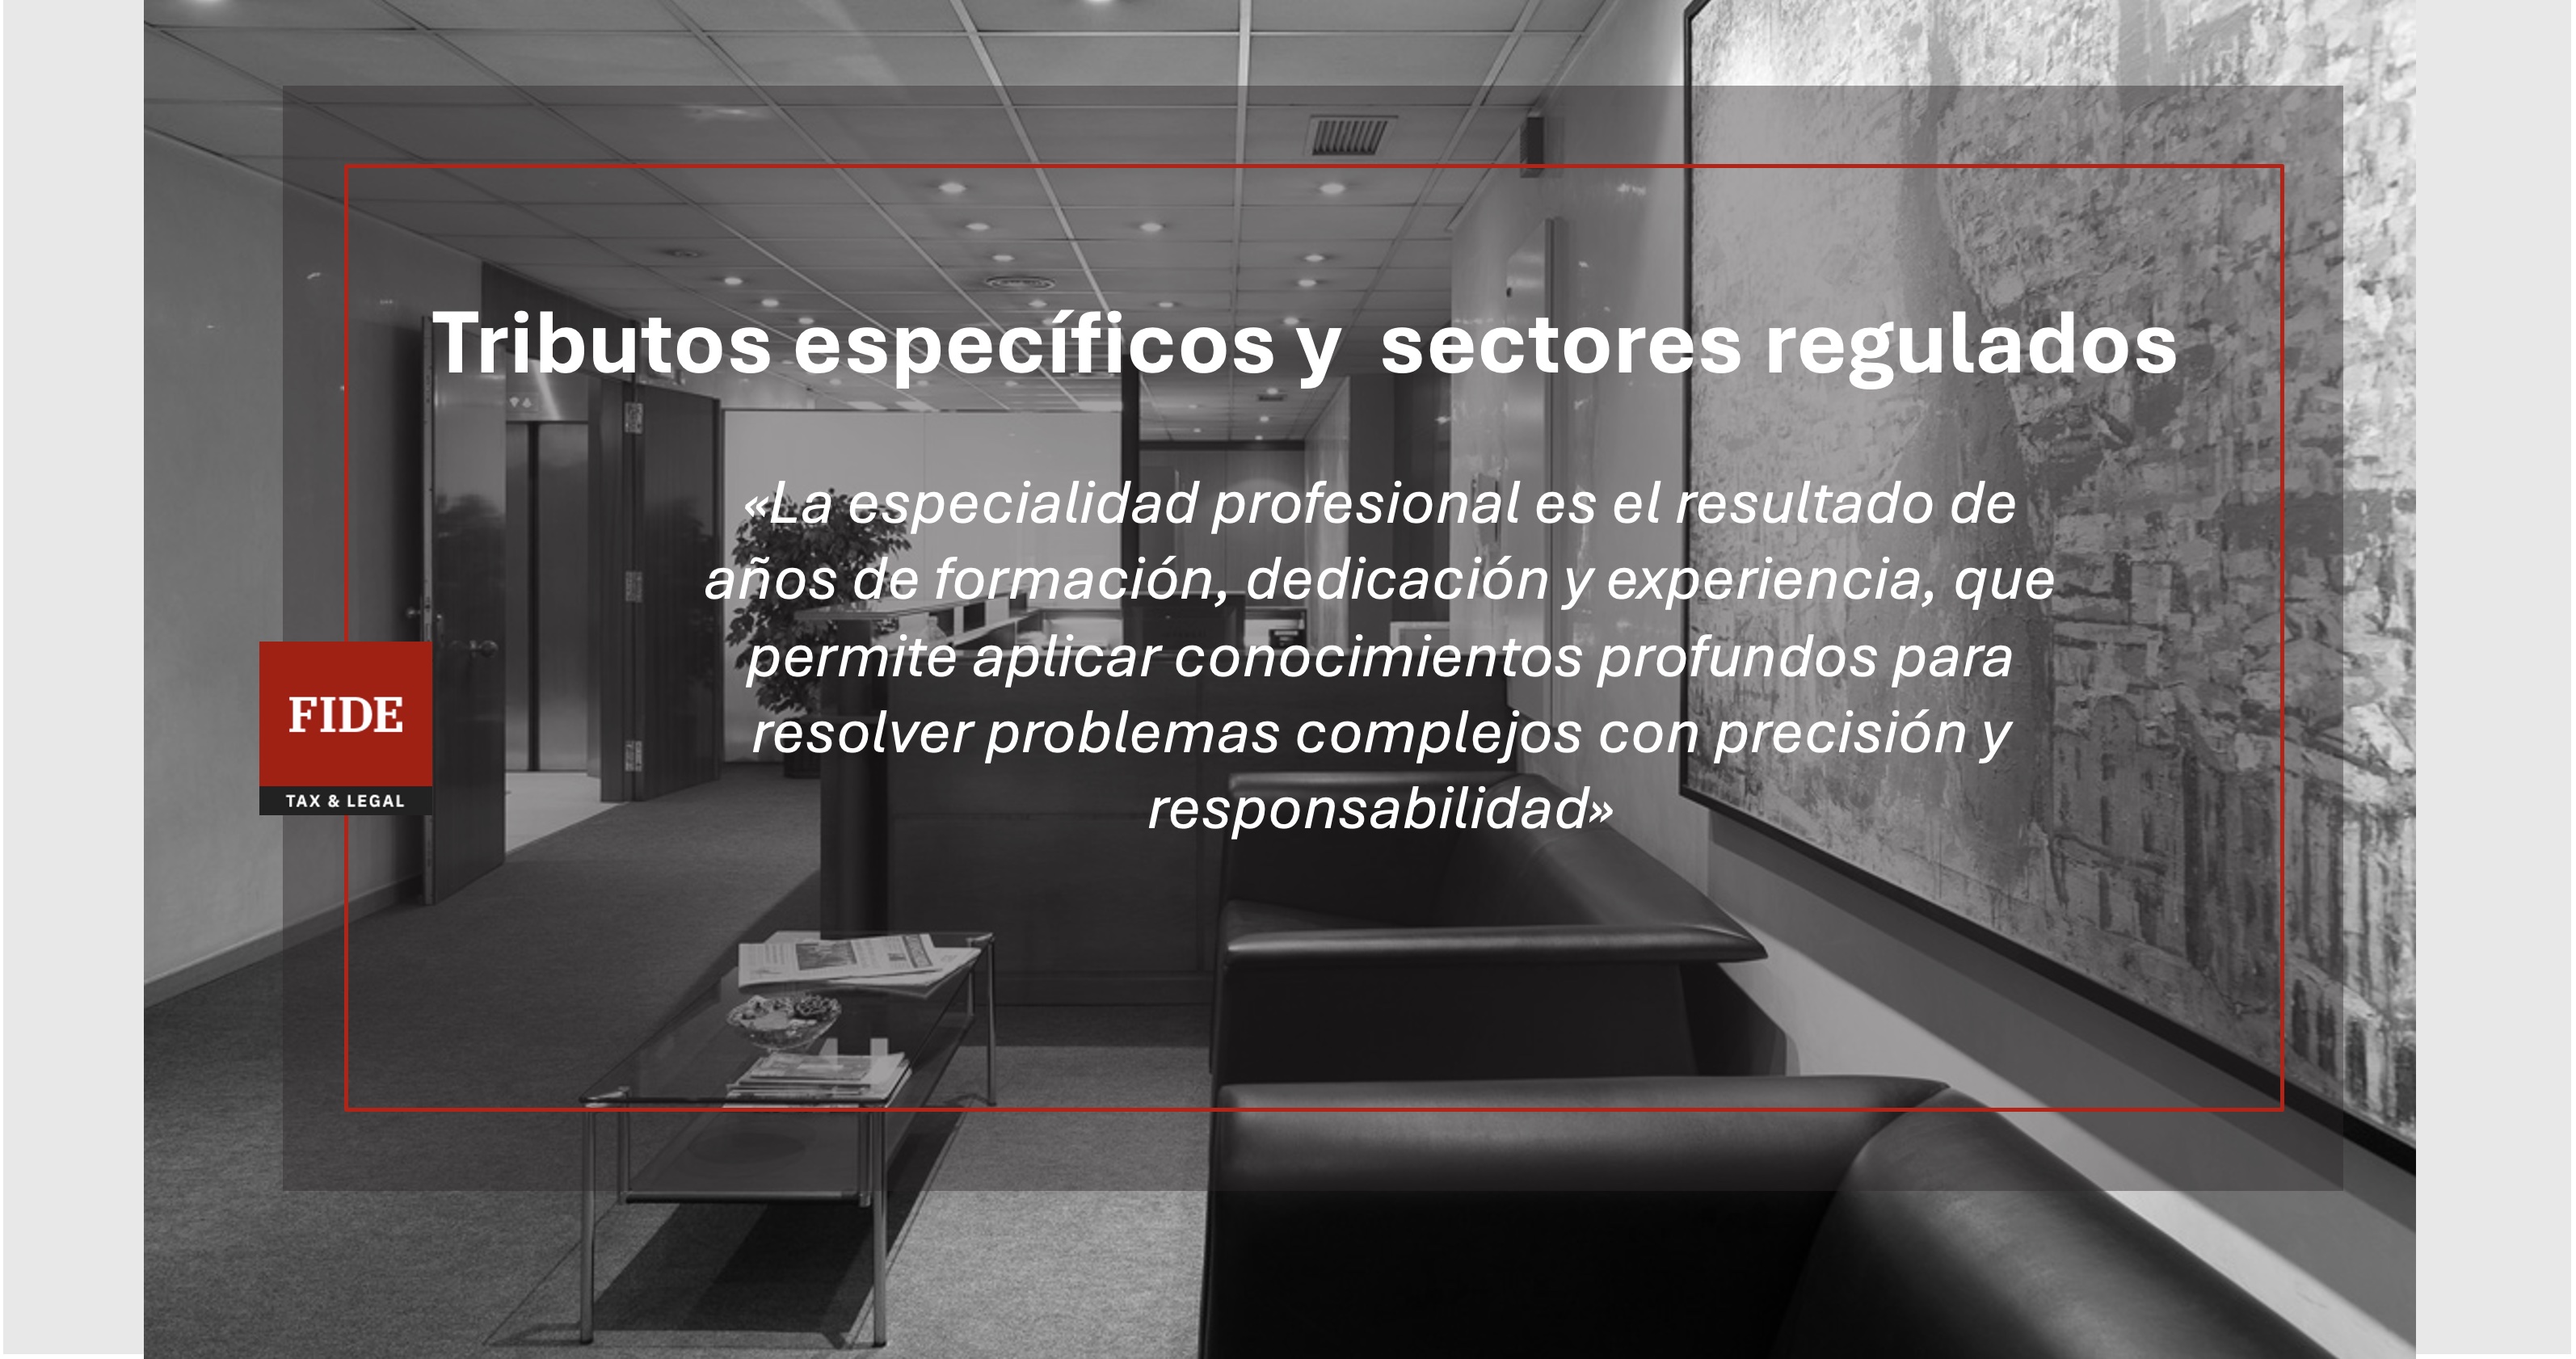 Tributos específicos y  sectores regulados
«La especialidad profesional es el resultado de
años de formación, dedicación y experiencia, que
permite aplicar conocimientos profundos para
resolver problemas complejos con precisión y
responsabilidad»
FIDE
TAX & LEGAL